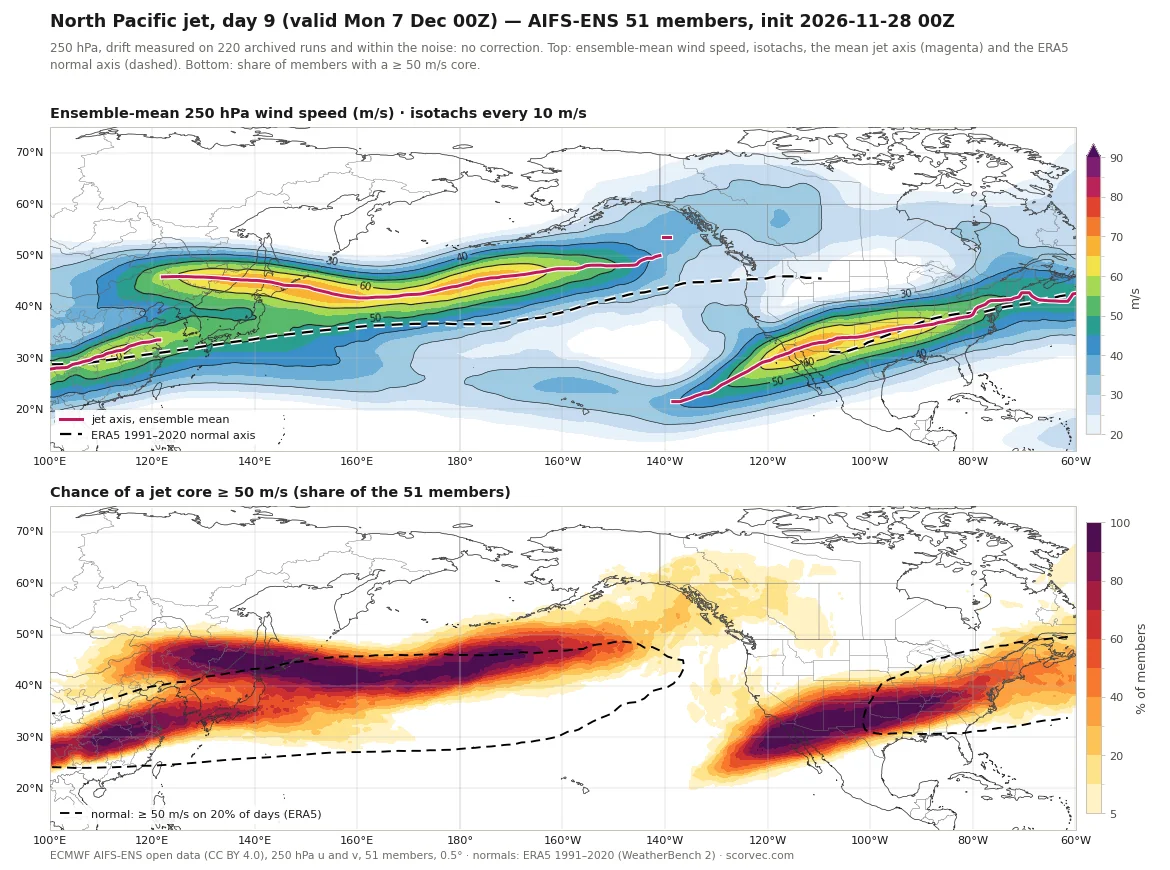 North Pacific jet, day 9 (valid Mon 7 Dec 00Z) — AIFS-ENS 51 members, init 2026-11-28 00Z
250 hPa, drift measured on 220 archived runs and within the noise: no correction. Top: ensemble-mean wind speed, isotachs, the mean jet axis (magenta) and the ERA5
normal axis (dashed). Bottom: share of members with a ≥ 50 m/s core.
Ensemble-mean 250 hPa wind speed (m/s) · isotachs every 10 m/s
70°N
60°N
50°N
40°N
30°N
20°N
30
40
60
50
30
40
50
jet axis, ensemble mean
ERA5 1991–2020 normal axis
100°E 120°E 140°E 160°E 180° 160°W 140°W 120°W 100°W 80°W 60°W
90
80
70
60
50
40
30
20
m/s
Chance of a jet core ≥ 50 m/s (share of the 51 members)
70°N
60°N
50°N
40°N
30°N
20°N
normal: ≥ 50 m/s on 20% of days (ERA5)
100°E 120°E 140°E 160°E 180° 160°W 140°W 120°W 100°W 80°W 60°W
100
80
60
40
20
5
% of members
ECMWF AIFS-ENS open data (CC BY 4.0), 250 hPa u and v, 51 members, 0.5° · normals: ERA5 1991–2020 (WeatherBench 2) · scorvec.com